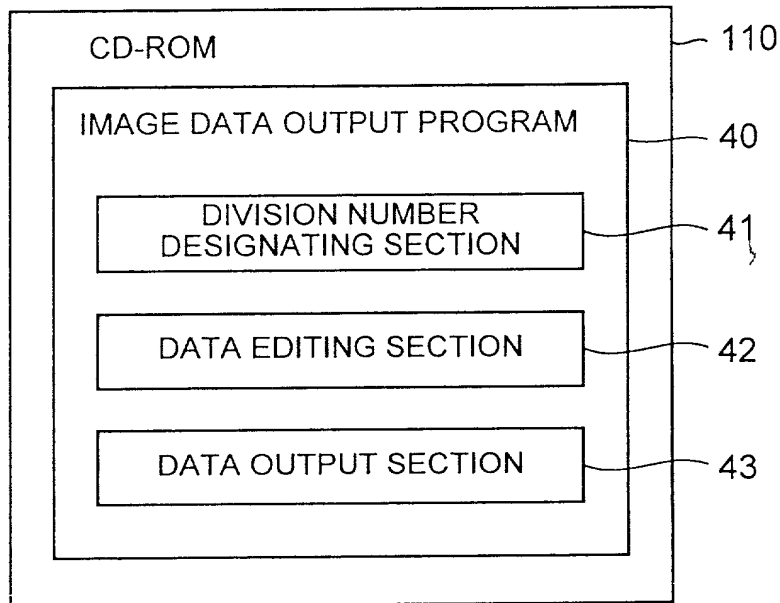 CD-ROM
110
IMAGE DATA OUTPUT PROGRAM
40
DIVISION NUMBER
DESIGNATING SECTION
41
DATA EDITING SECTION
42
DATA OUTPUT SECTION
43